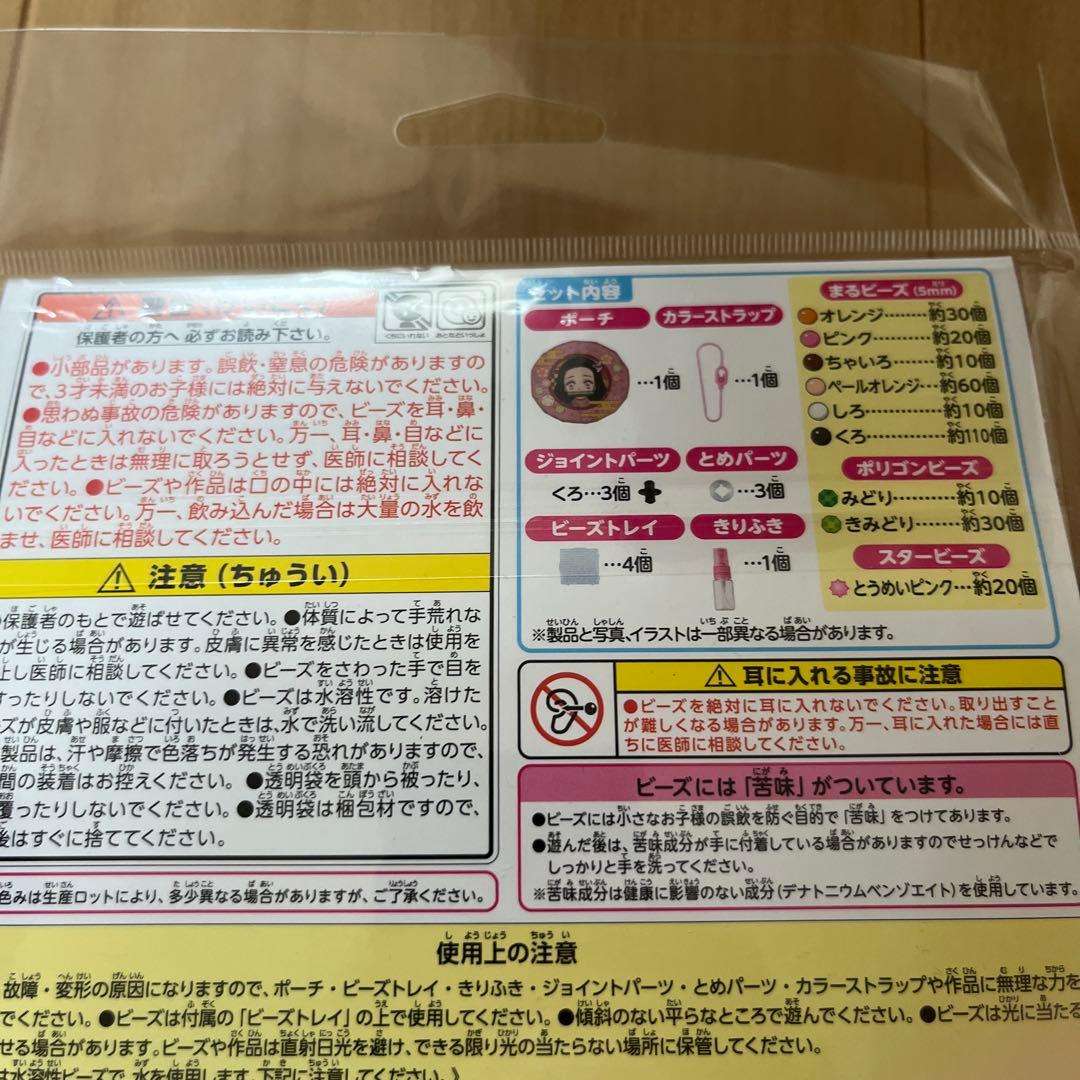 保護者の方へ 必ずお読み下さい。
くちにいれない
おとなといっしょ
●小部品があります。誤飲・窒息の危険がありますの
で、3才未満のお子様には絶対に与えないでください。
●思わぬ事故の危険がありますので、ビーズを耳・鼻・
目などに入れないでください。万一、耳・鼻・目などに
入ったときは無理に取ろうとせず、医師に相談してく
ださい。●ビーズや作品は口の中には絶対に入れな
いでください。万一、飲み込んだ場合は大量の水を飲
ませ、医師に相談してください。
注意(ちゅうい)
保護者のもとで遊ばせてください。●体質によって手荒れな
が生じる場合があります。皮膚に異常を感じたときは使用を
止し医師に相談してください。●ビーズをさわった手で目を
すったりしないでください。●ビーズは水溶性です。溶けた
ズが皮膚や服などに付いたときは、水で洗い流してください。
製品は、汗や摩擦で色落ちが発生する恐れがありますので、
間の装着はお控えください。●透明袋を頭から被ったり、
覆ったりしないでください。●透明袋は梱包材ですので、
後はすぐに捨ててください。
色みは生産ロットにより、多少異なる場合がありますが、ご了承ください。
セット内容
ポーチ
…1個
カラーストラップ
…1個
ジョイントパーツ
くろ…3個
とめパーツ
…3個
ビーズトレイ
…4個
きりふき
…1個
まるビーズ(5mm)
オレンジ……約30個
ピンク………約20個
ちゃいろ……約10個
ペールオレンジ…約60個
しろ…………約10個
くろ…………約110個
ポリゴンビーズ
みどり………約10個
きみどり……約30個
スタービーズ
とうめいピンク…約20個
※製品と写真、イラストは一部異なる場合があります。
耳に入れる事故に注意
●ビーズを絶対に耳に入れないでください。取り出すこと
が難しくなる場合があります。万一、耳に入れた場合には直
ちに医師に相談してください。
ビーズには「苦味」がついています。
●ビーズには小さなお子様の誤飲を防ぐ目的で「苦味」をつけてあります。
●遊んだ後は、苦味成分が手に付着している場合がありますのでせっけんなどで
しっかりと手を洗ってください。
※苦味成分は健康に影響のない成分(デナトニウムベンゾエイト)を使用しています。
使用上の注意
故障・変形の原因になりますので、ポーチ・ビーズトレイ・きりふき・ジョイントパーツ・とめパーツ・カラーストラップや作品に無理な力を
でください。●ビーズは付属の「ビーズトレイ」の上で使用してください。●傾斜のない平らなところで遊んでください。●ビーズは光に当たる
せる場合があります。ビーズや作品は直射日光を避け、できる限り光の当たらない場所に保管してください。
水溶性ビーズで、水を使用します。下記に注意してください。》